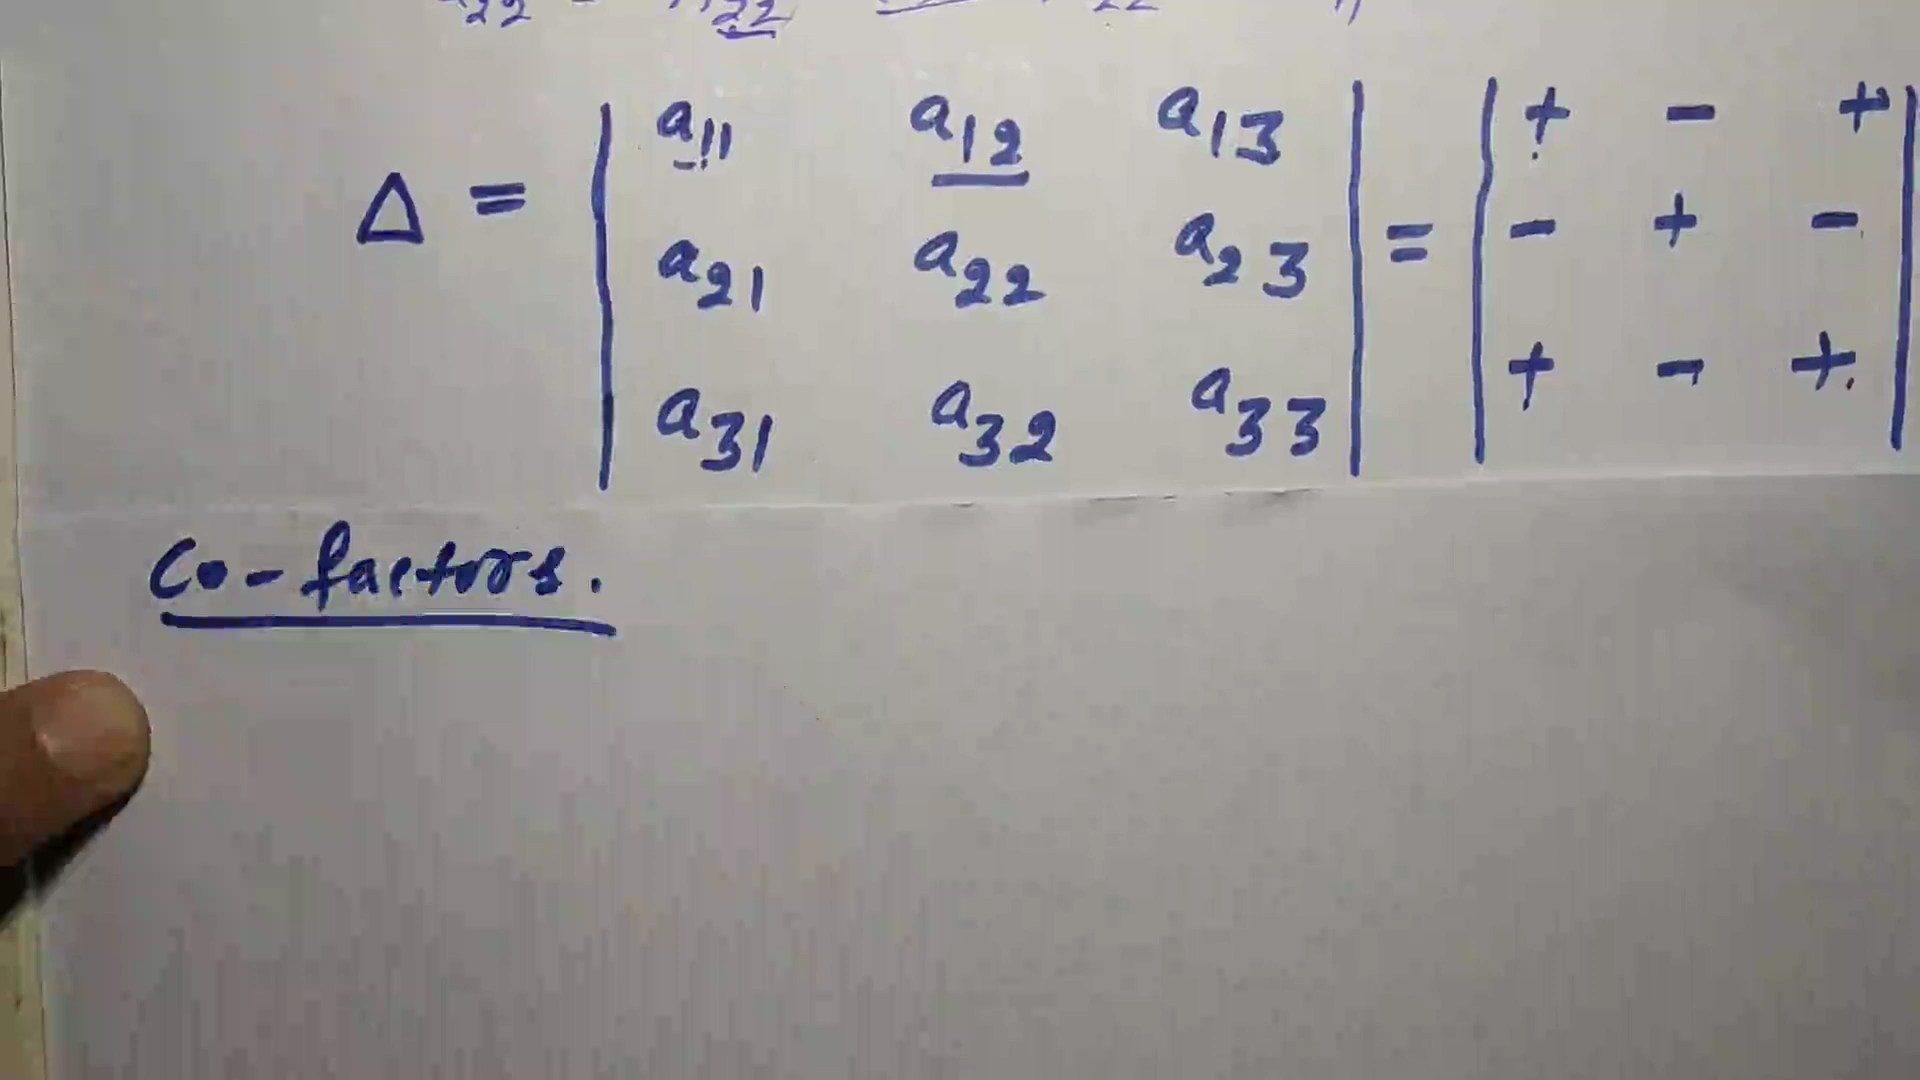 Δ = | a11 a12 a13 | = | + - + |
| a21 a22 a23 | | - + - |
| a31 a32 a33 | | + - + |
Co-factors.